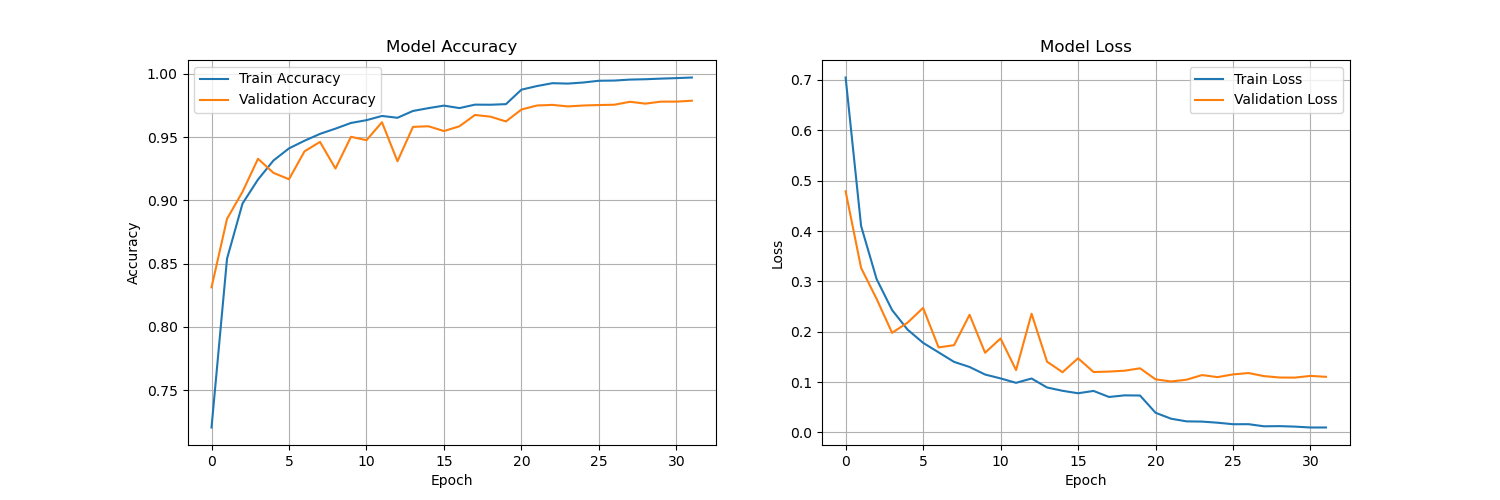 Model Accuracy
Train Accuracy
Validation Accuracy
1.00
0.95
0.90
0.85
0.80
0.75
Accuracy
0 5 10 15 20 25 30
Epoch
Model Loss
Train Loss
Validation Loss
0.7
0.6
0.5
0.4
0.3
0.2
0.1
0.0
Loss
0 5 10 15 20 25 30
Epoch